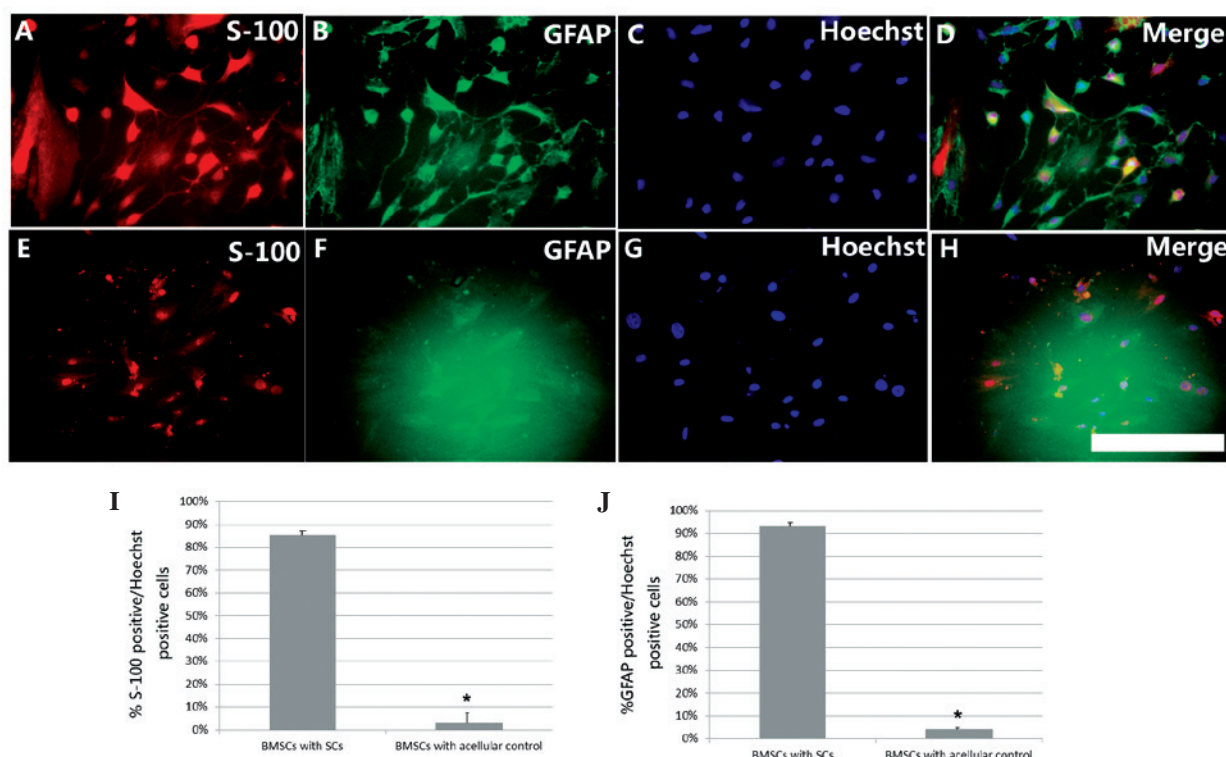 A S-100
B GFAP
C Hoechst
D Merge
E S-100
F GFAP
G Hoechst
H Merge
I
% S-100 positive/Hoechst
positive cells
100%
90%
80%
70%
60%
50%
40%
30%
20%
10%
0%
*
BMSCs with SCs BMSCs with acellular control
J
%GFAP positive/Hoechst
positive cells
100%
90%
80%
70%
60%
50%
40%
30%
20%
10%
0%
*
BMSCs with SCs BMSCs with acellular control